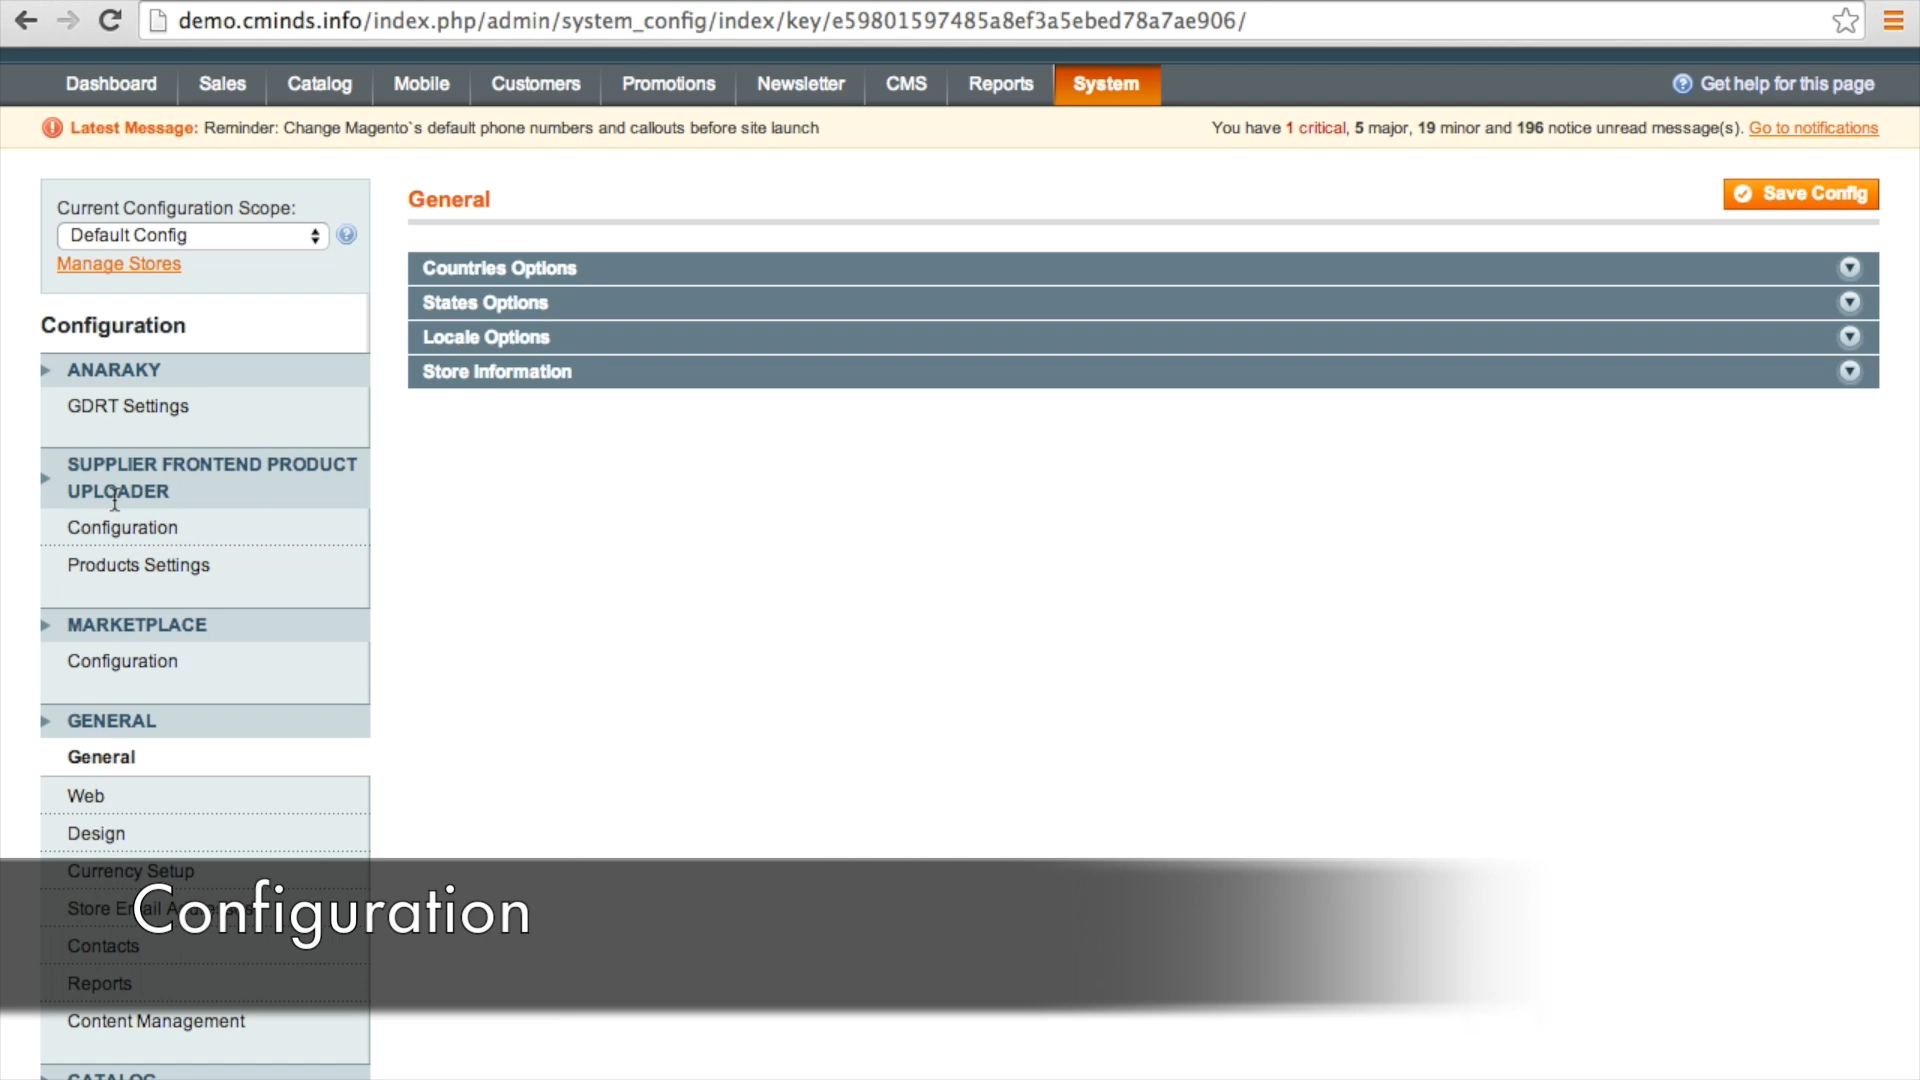 demo.cminds.info/index.php/admin/system_config/index/key/e59801597485a8ef3a5ebed78a7ae906/
Dashboard Sales Catalog Mobile Customers Promotions Newsletter CMS Reports System Get help for this page
Latest Message: Reminder: Change Magento`s default phone numbers and callouts before site launch You have 1 critical, 5 major, 19 minor and 196 notice unread message(s). Go to notifications
Current Configuration Scope:
Default Config
Manage Stores
General
Save Config
Countries Options
States Options
Locale Options
Store Information
Configuration
ANARAKY
GDRT Settings
SUPPLIER FRONTEND PRODUCT
UPLOADER
Configuration
Products Settings
MARKETPLACE
Configuration
GENERAL
General
Web
Design
Currency Setup
Store Email Addresses
Configuration
Contacts
Reports
Content Management
CATALOG